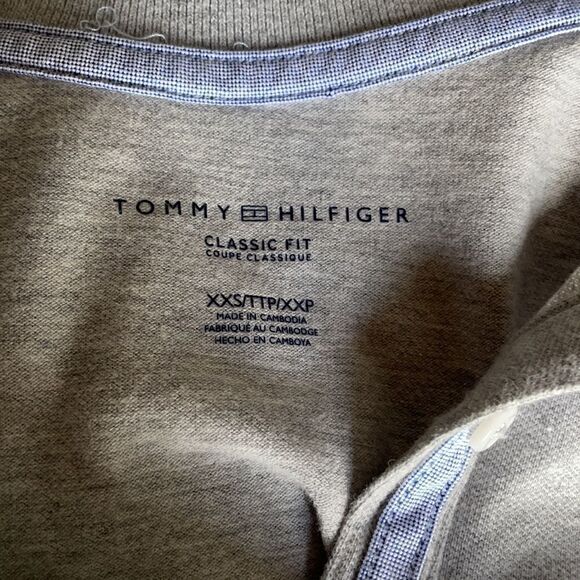 TOMMY HILFIGER
CLASSIC FIT
COUPE CLASSIQUE
XXS/TTP/XXP
MADE IN CAMBODIA
FABRIQUÉ AU CAMBODGE
HECHO EN CAMBOYA